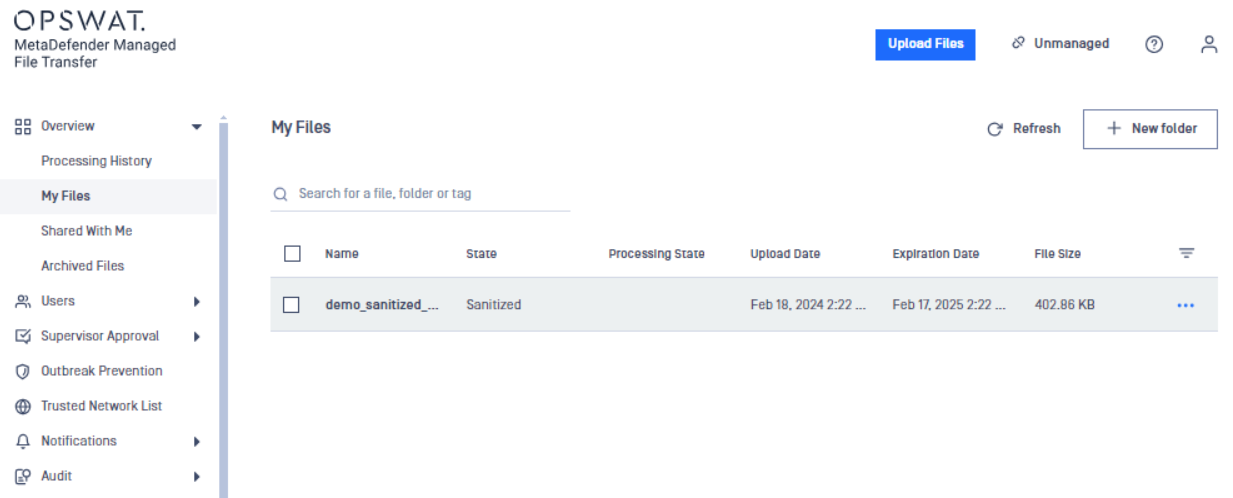 OPSWAT.
MetaDefender Managed
File Transfer
Upload Files
Unmanaged
Overview
Processing History
My Files
Shared With Me
Archived Files
Users
Supervisor Approval
Outbreak Prevention
Trusted Network List
Notifications
Audit
My Files
Refresh
New folder
Search for a file, folder or tag
Name State Processing State Upload Date Expiration Date File Size
demo_sanitized_... Sanitized Feb 18, 2024 2:22 ... Feb 17, 2025 2:22 ... 402.86 KB